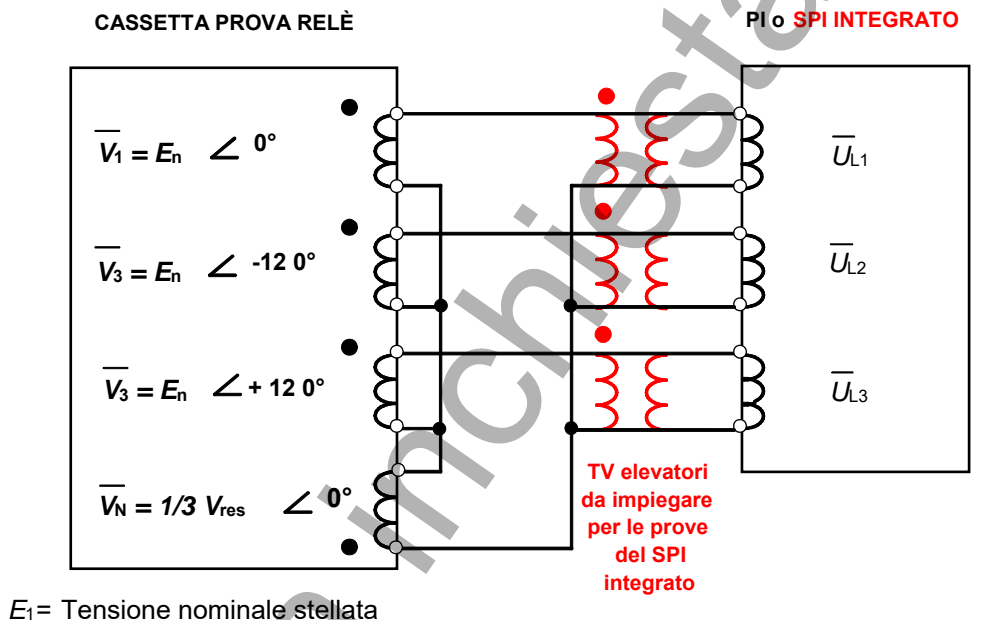 CASSETTA PROVA RELÈ
PI o SPI INTEGRATO
V1 = En ∠ 0°
UL1
V3 = En ∠ -12 0°
UL2
V3 = En ∠ + 12 0°
UL3
VN = 1/3 Vres ∠ 0°
TV elevatori
da impiegare
per le prove
del SPI
integrato
E1= Tensione nominale stellata
inchiesta